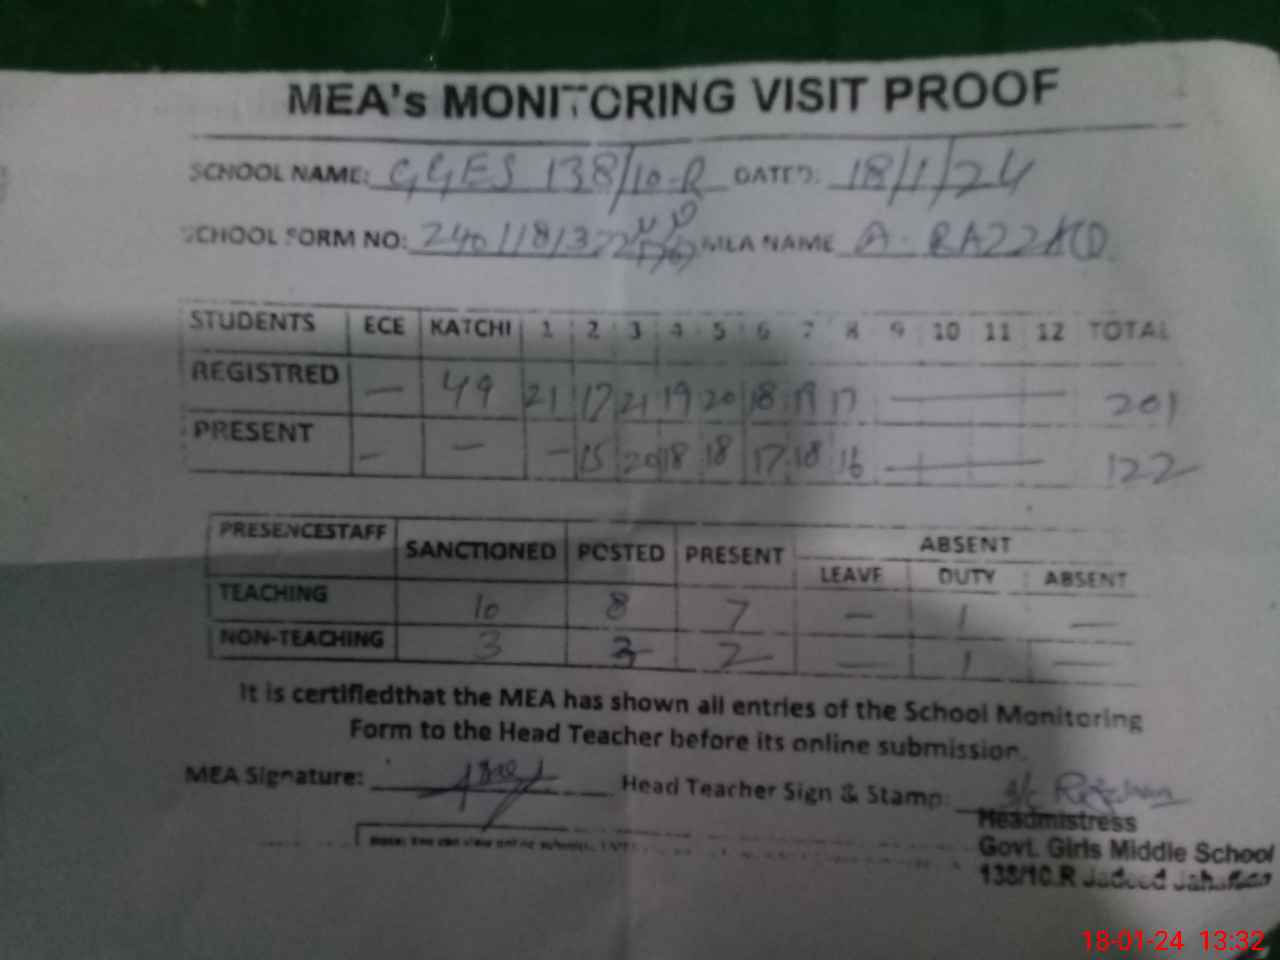 MEA's MONITORING VISIT PROOF
SCHOOL NAME: GGES 138/10-R DATED: 18/1/24
SCHOOL FORM NO: MEA NAME A. RAZZAQ
STUDENTS ECE KATCHI 1 2 3 4 5 6 7 8 9 10 11 12 TOTAL
REGISTRED — 49 21 17 21 19 20 18 19 17 — 201
PRESENT — — — 15 20 18 18 17 18 16 — 122
PRESENCESTAFF SANCTIONED POSTED PRESENT ABSENT
LEAVE DUTY ABSENT
TEACHING 10 8 7 — 1 —
NON-TEACHING 3 3 2 — 1 —
It is certifiedthat the MEA has shown all entries of the School Monitoring
Form to the Head Teacher before its online submission.
MEA Signature: Head Teacher Sign & Stamp:
Headmistress
Govt. Girls Middle School
138/10.R Jadeed
18-01-24 13:32